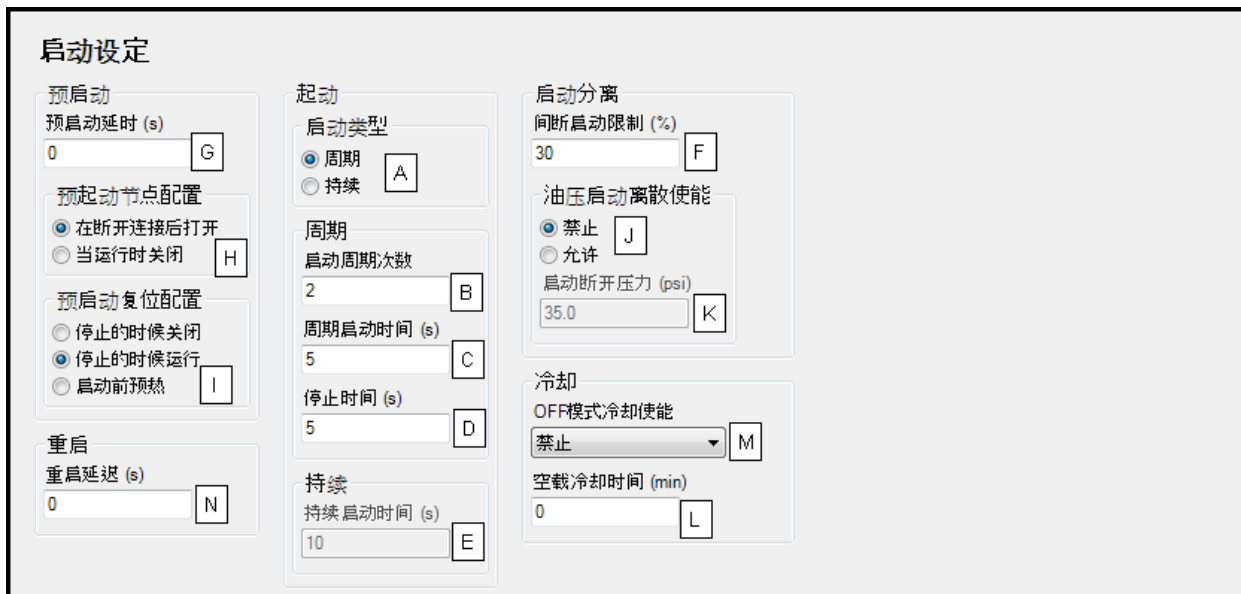 启动设定
预启动
预启动延时 (s)
0
G
预起动节点配置
在断开连接后打开
当运行时关闭
H
预启动复位配置
停止的时候关闭
停止的时候运行
启动前预热
I
重启
重启延迟 (s)
0
N
起动
启动类型
周期
持续
A
周期
启动周期次数
2
B
周期启动时间 (s)
5
C
停止时间 (s)
5
D
持续
持续启动时间 (s)
10
E
启动分离
间断启动限制 (%)
30
F
油压启动离散使能
禁止
允许
J
启动断开压力 (psi)
35.0
K
冷却
OFF模式冷却使能
禁止
M
空载冷却时间 (min)
0
L